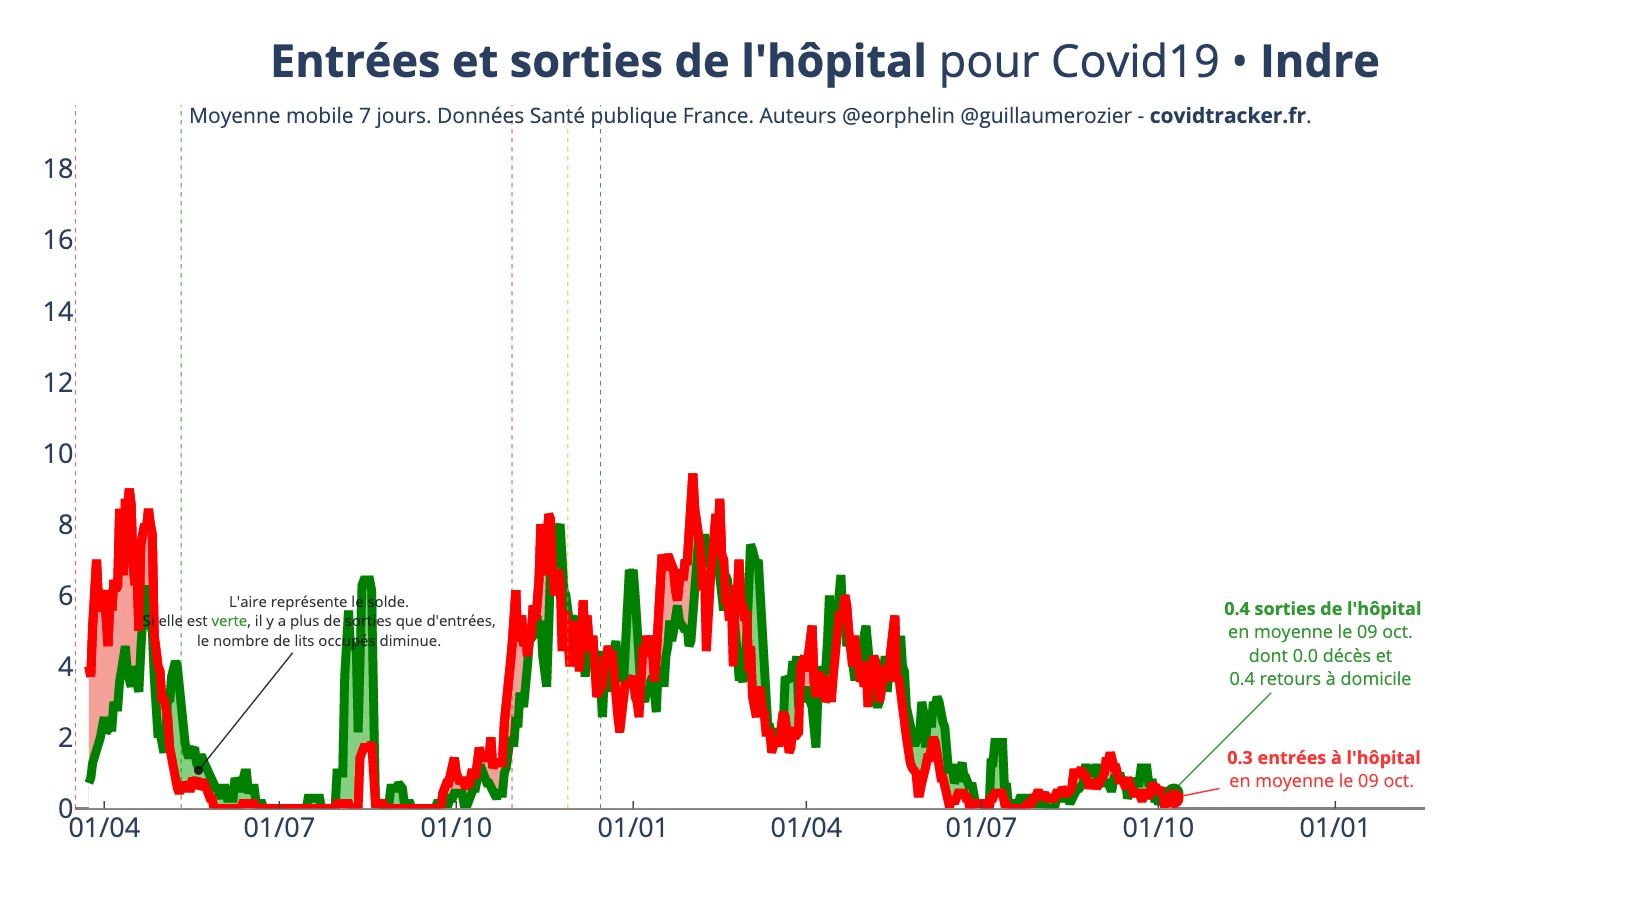 Entrées et sorties de l'hôpital pour Covid19 • Indre
Moyenne mobile 7 jours. Données Santé publique France. Auteurs @eorphelin @guillaumerozier - covidtracker.fr.
18
16
14
12
10
8
6
4
2
0
L'aire représente le solde.
Si elle est verte, il y a plus de sorties que d'entrées,
le nombre de lits occupés diminue.
0.4 sorties de l'hôpital
en moyenne le 09 oct.
dont 0.0 décès et
0.4 retours à domicile
0.3 entrées à l'hôpital
en moyenne le 09 oct.
01/04
01/07
01/10
01/01
01/04
01/07
01/10
01/01